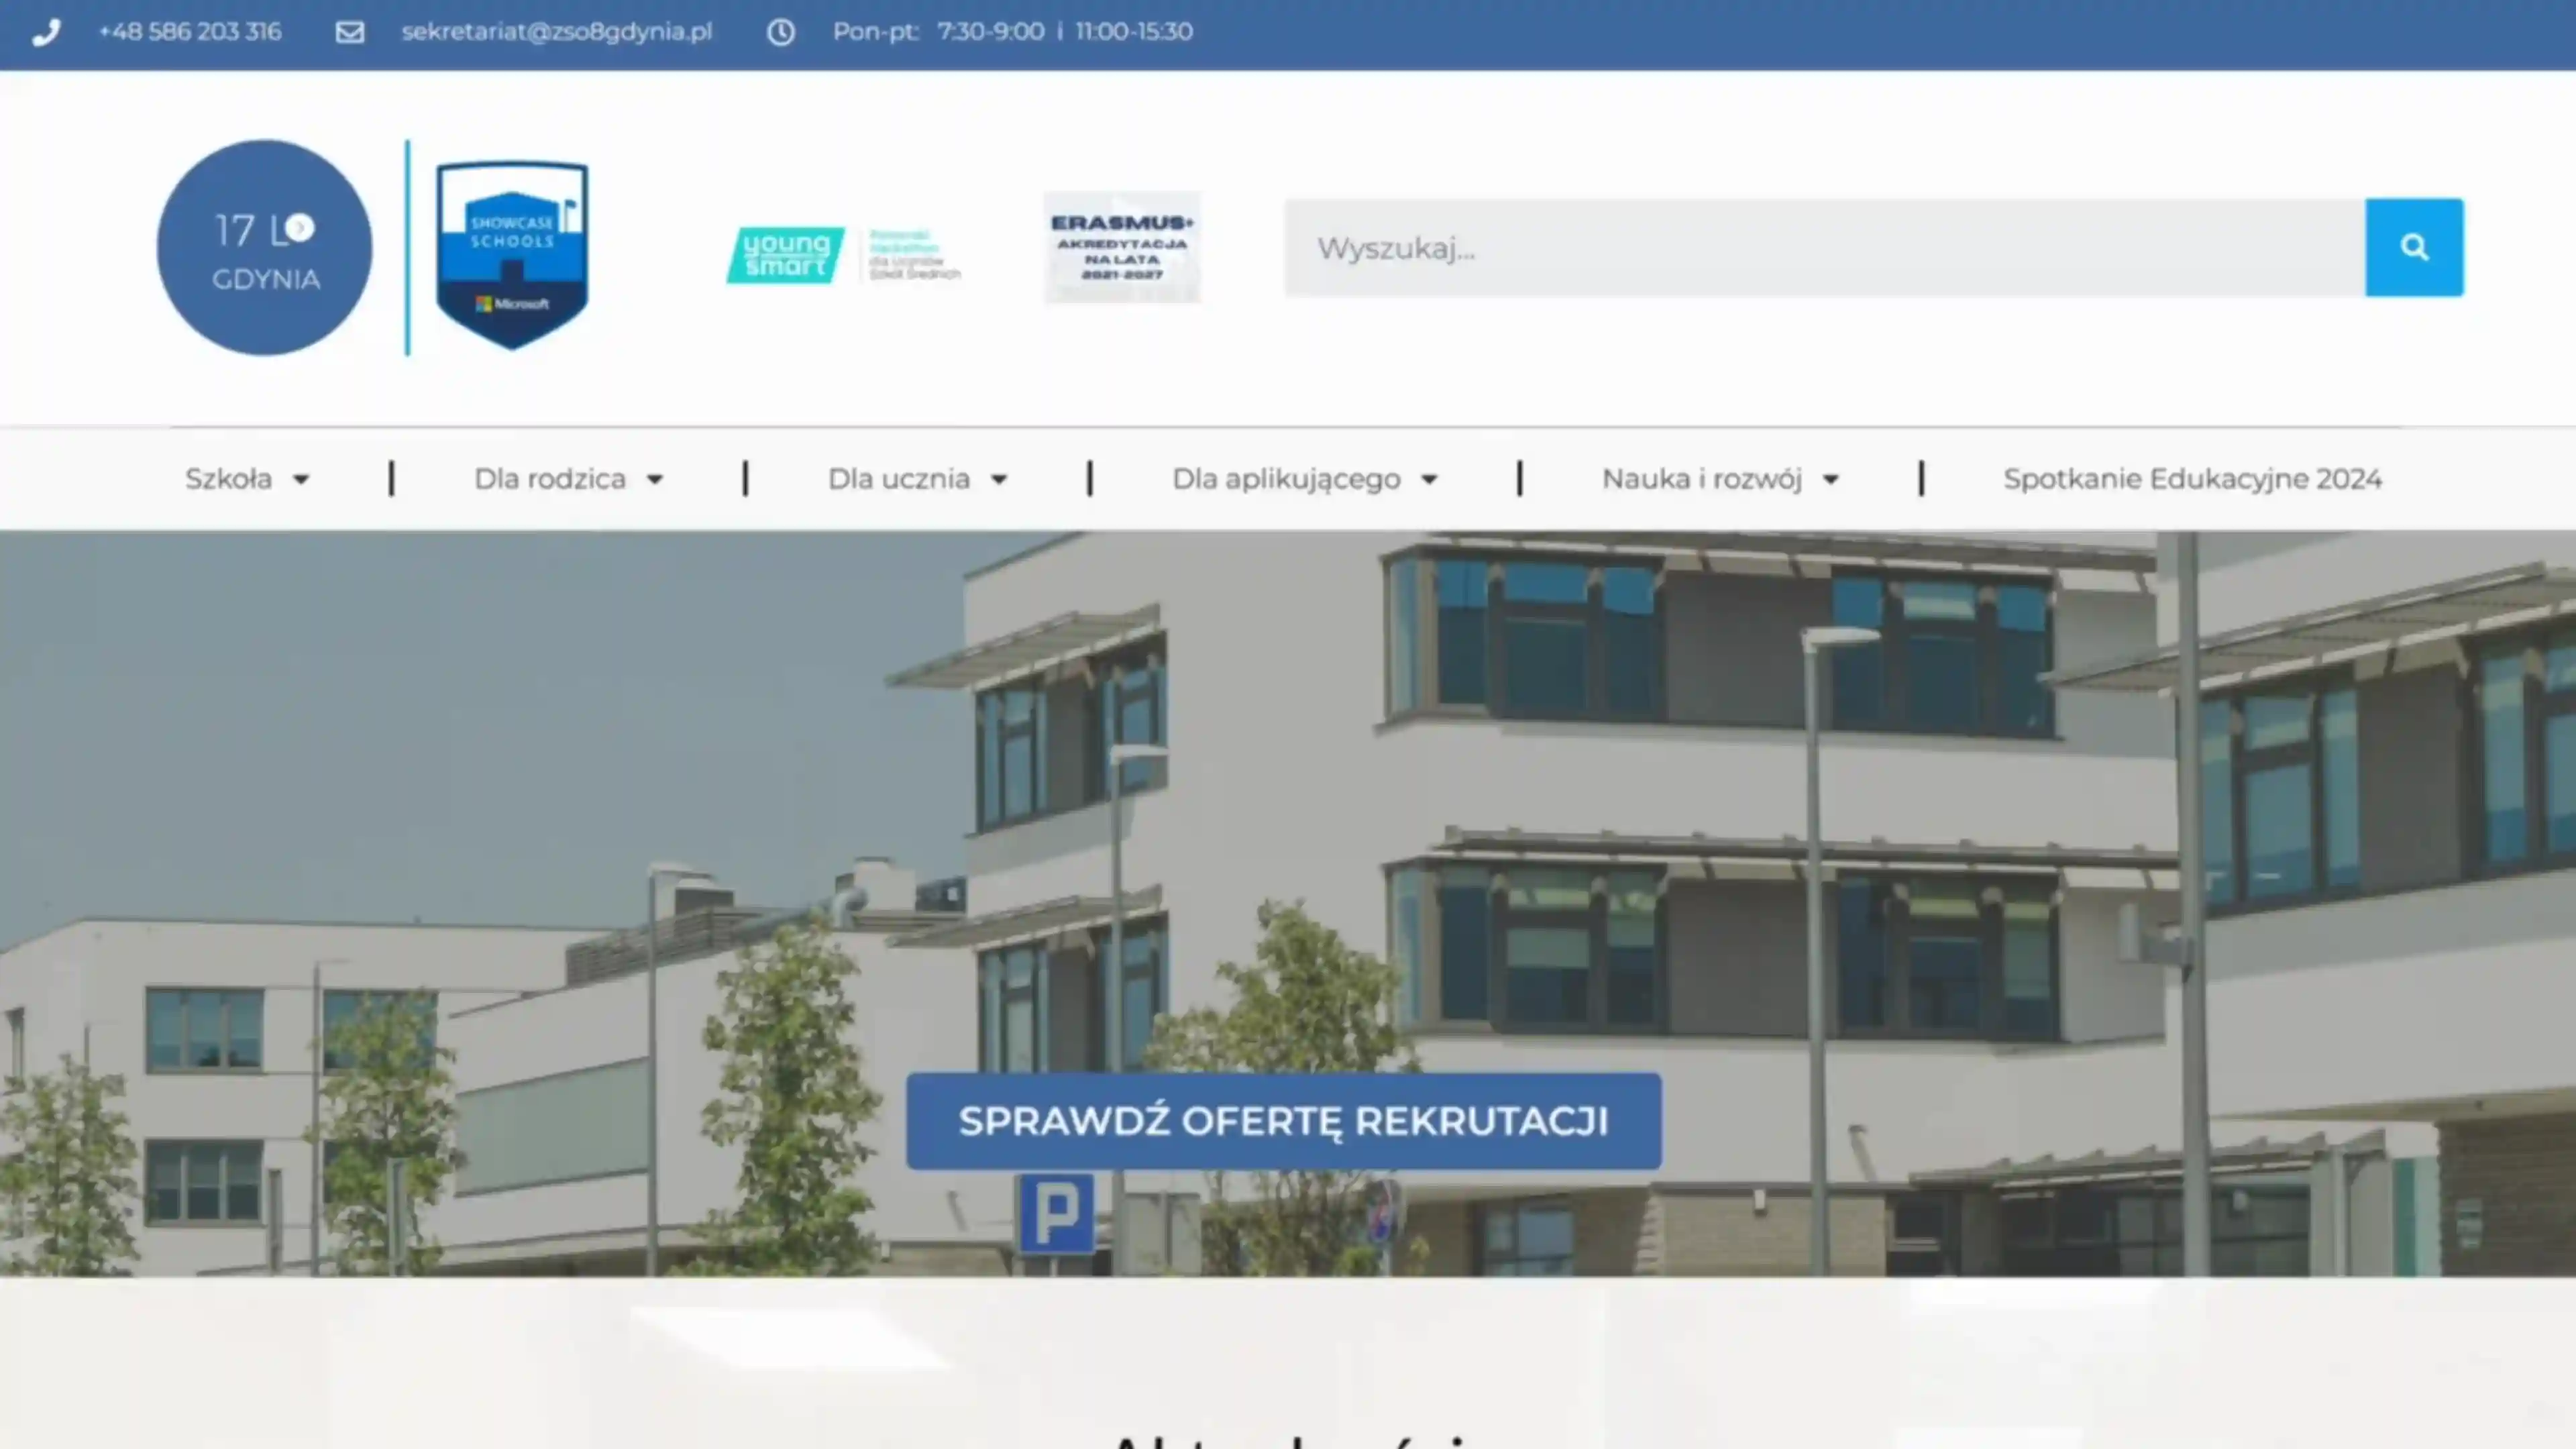 +48 586 203 316
sekretariat@zso8gdynia.pl
Pon-pt: 7:30-9:00 i 11:00-15:30
17 L
GDYNIA
SHOWCASE
SCHOOLS
Microsoft
young
smart
Pomorski
Hackathon
dla Uczniów
Szkół Średnich
ERASMUS+
AKREDYTACJA
NA LATA
2021-2027
Wyszukaj...
Szkoła
Dla rodzica
Dla ucznia
Dla aplikującego
Nauka i rozwój
Spotkanie Edukacyjne 2024
SPRAWDŹ OFERTĘ REKRUTACJI
P